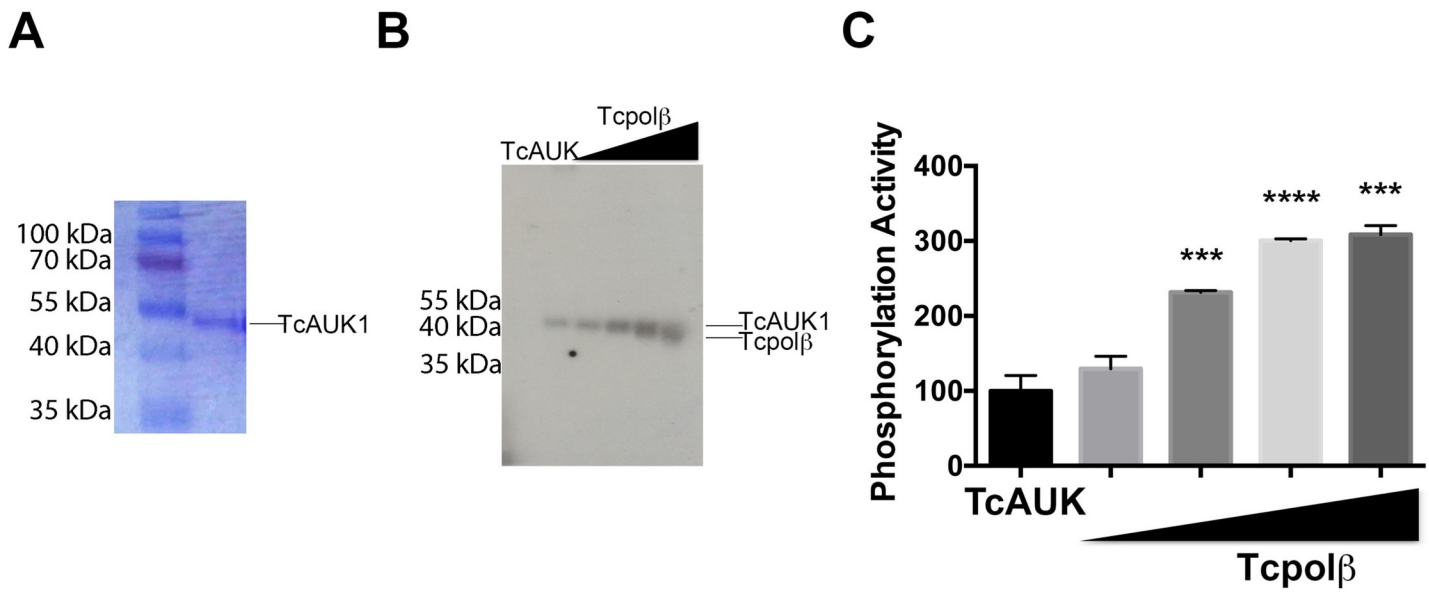 A
100 kDa
70 kDa
55 kDa
40 kDa
35 kDa
TcAUK1
B
Tcpolβ
TcAUK
55 kDa
40 kDa
35 kDa
TcAUK1
Tcpolβ
C
Phosphorylation Activity
400
300
200
100
0
***
****
***
TcAUK
Tcpolβ